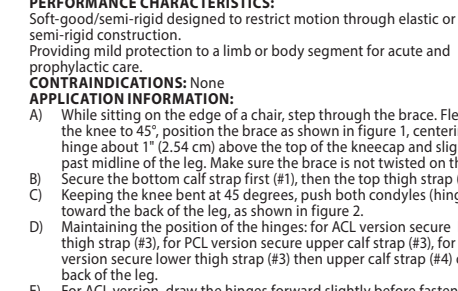 PERFORMANCE CHARACTERISTICS:
Soft-good/semi-rigid designed to restrict motion through elastic or
semi-rigid construction.
Providing mild protection to a limb or body segment for acute and
prophylactic care.
CONTRAINDICATIONS: None
APPLICATION INFORMATION:
A) While sitting on the edge of a chair, step through the brace. Fle
the knee to 45°, position the brace as shown in figure 1, centeri
hinge about 1" (2.54 cm) above the top of the kneecap and slig
past midline of the leg. Make sure the brace is not twisted on th
B) Secure the bottom calf strap first (#1), then the top thigh strap (
C) Keeping the knee bent at 45 degrees, push both condyles (hing
toward the back of the leg, as shown in figure 2.
D) Maintaining the position of the hinges: for ACL version secure
thigh strap (#3), for PCL version secure upper calf strap (#3), for
version secure lower thigh strap (#3) then upper calf strap (#4)
back of the leg.
E) For ACL version, draw the hinges forward slightly before fasten